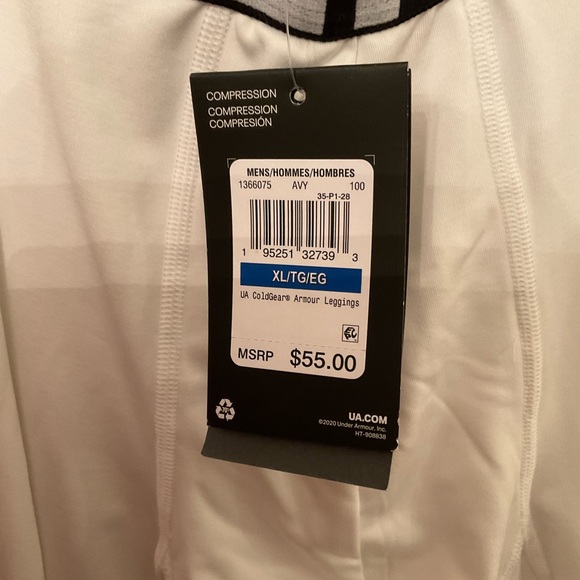 COMPRESSION
COMPRESSION
COMPRESIÓN
MENS/HOMMES/HOMBRES
1366075 AVY 100
35-P1-28
1 95251 32739 3
XL/TG/EG
UA ColdGear® Armour Leggings
MSRP $55.00
UA.COM
©2020 Under Armour, Inc.
HT-908838